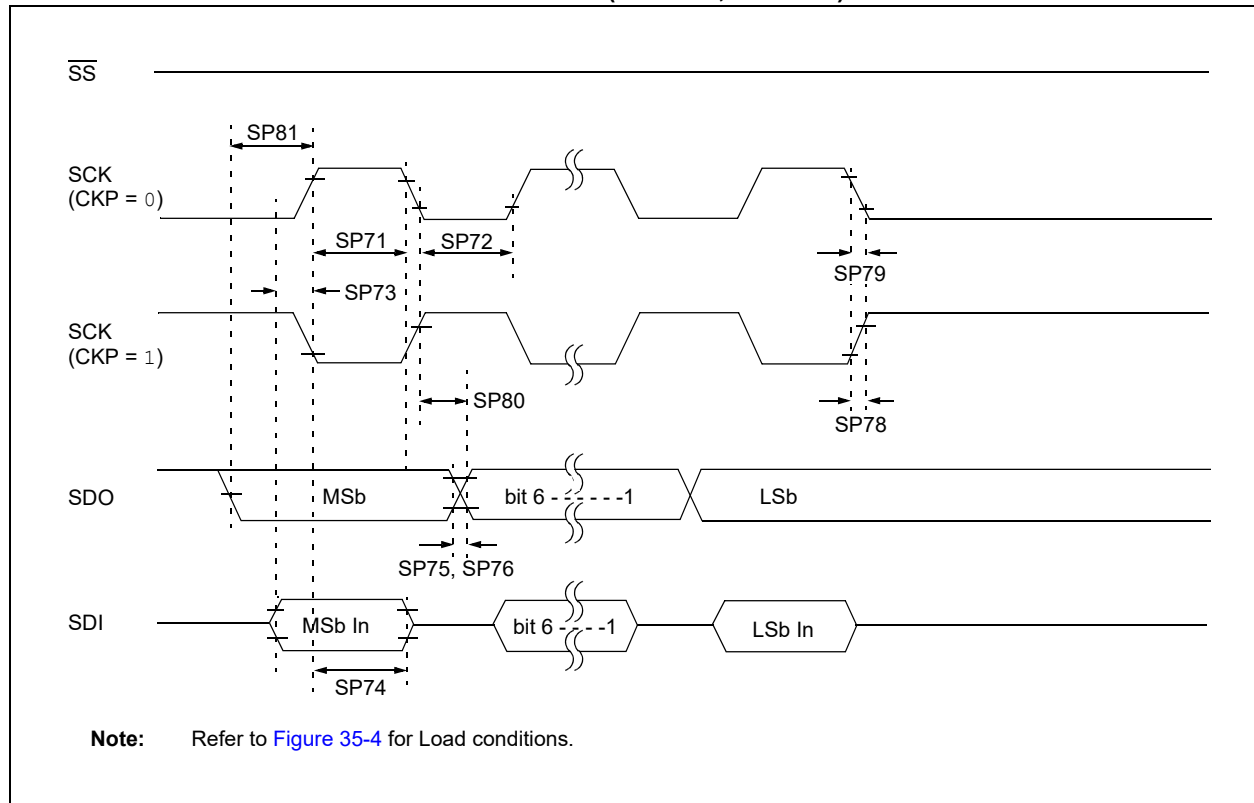 SS
SP81
SCK
(CKP = 0)
SP71
SP72
SP79
SP73
SCK
(CKP = 1)
SP80
SP78
SDO
MSb
bit 6 - - - - - - -1
LSb
SP75, SP76
SDI
MSb In
bit 6 - - - - -1
LSb In
SP74
Note: Refer to Figure 35-4 for Load conditions.